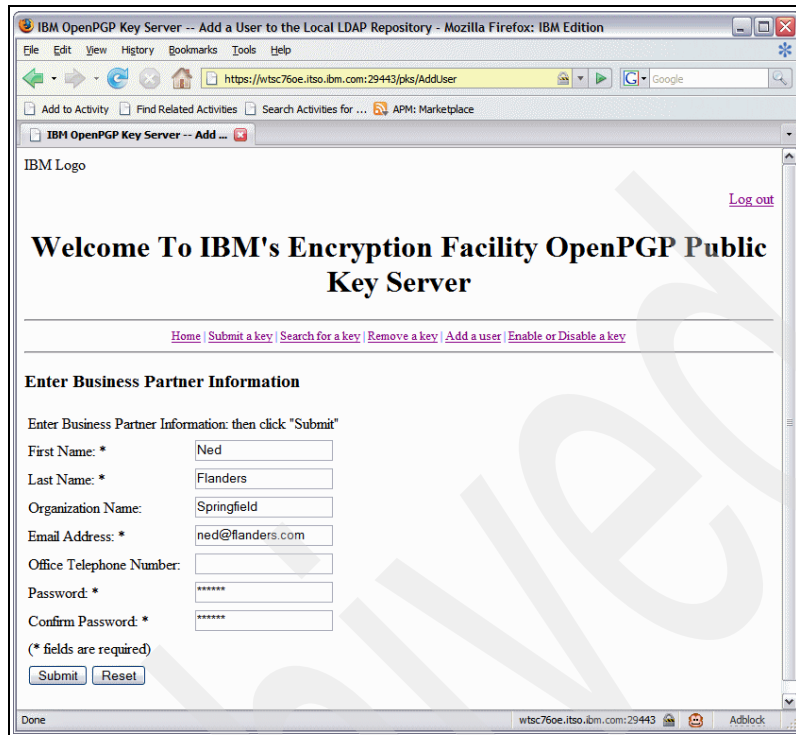 IBM OpenPGP Key Server -- Add a User to the Local LDAP Repository - Mozilla Firefox: IBM Edition
File Edit View History Bookmarks Tools Help
https://wtsc76oe.itso.ibm.com:29443/pks/AddUser G Google
Add to Activity Find Related Activities Search Activities for ... APM: Marketplace
IBM OpenPGP Key Server -- Add ...
IBM Logo
Log out
Welcome To IBM's Encryption Facility OpenPGP Public
Key Server
Home | Submit a key | Search for a key | Remove a key | Add a user | Enable or Disable a key
Enter Business Partner Information
Enter Business Partner Information: then click "Submit"
First Name: * Ned
Last Name: * Flanders
Organization Name: Springfield
Email Address: * ned@flanders.com
Office Telephone Number:
Password: * ******
Confirm Password: * ******
(* fields are required)
Submit Reset
Done wtsc76oe.itso.ibm.com:29443 Adblock